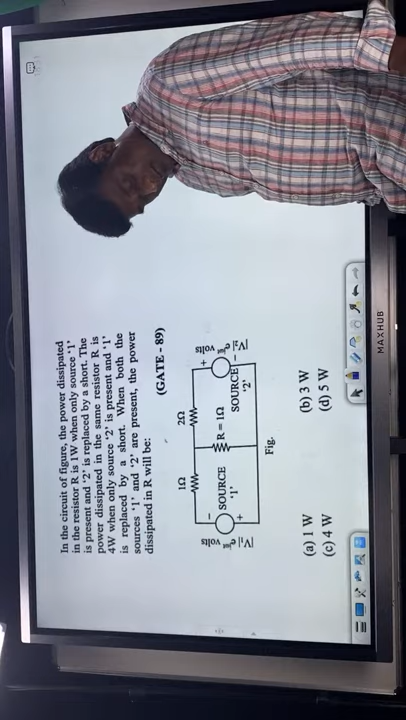 In the circuit of figure, the power dissipated
in the resistor R is 1W when only source '1'
is present and '2' is replaced by a short. The
power dissipated in the same resistor R is
4W when only source '2' is present and '1'
is replaced by a short. When both the
sources '1' and '2' are present, the power
dissipated in R will be:
(GATE - 89)
1Ω
2Ω
-
+
SOURCE
'1'
R = 1Ω
SOURCE
'2'
+
-
|V₁| e^jωt volts
|V₂| e^jωt volts
Fig.
(a) 1 W
(b) 3 W
(c) 4 W
(d) 5 W
MAXHUB